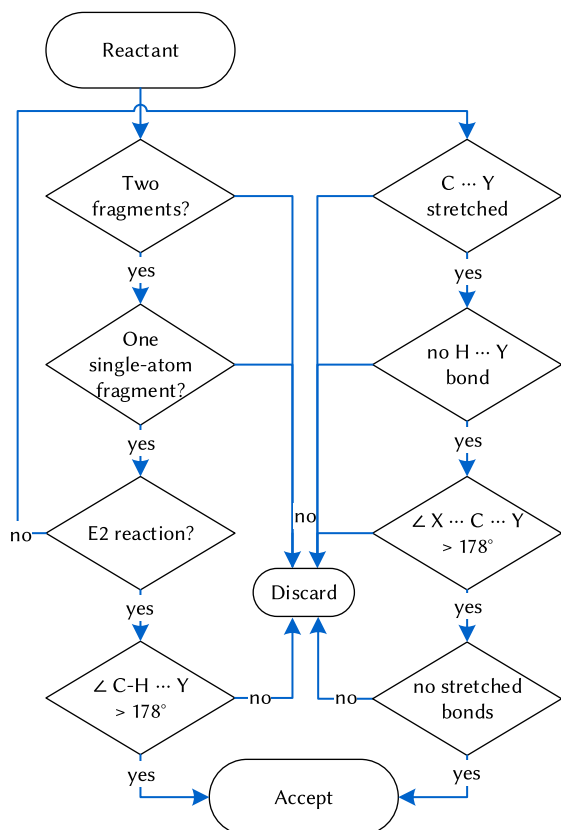 Reactant
Two
fragments?
yes
One
single-atom
fragment?
yes
E2 reaction?
no
yes
∠ C-H ··· Y
> 178°
no
yes
C ··· Y
stretched
yes
no H ··· Y
bond
yes
∠ X ··· C ··· Y
> 178°
no
yes
no stretched
bonds
no
yes
Discard
Accept